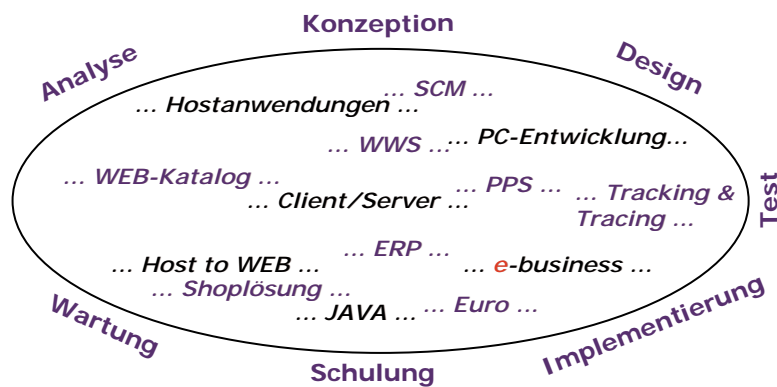 Konzeption
Analyse
Design
... SCM ...
... Hostanwendungen ...
... WWS ...
... PC-Entwicklung...
... WEB-Katalog ...
... PPS ...
... Client/Server ...
... Tracking &
Tracing ...
Test
... ERP ...
... Host to WEB ...
... e-business ...
... Shoplösung ...
... JAVA ...
... Euro ...
Wartung
Implementierung
Schulung